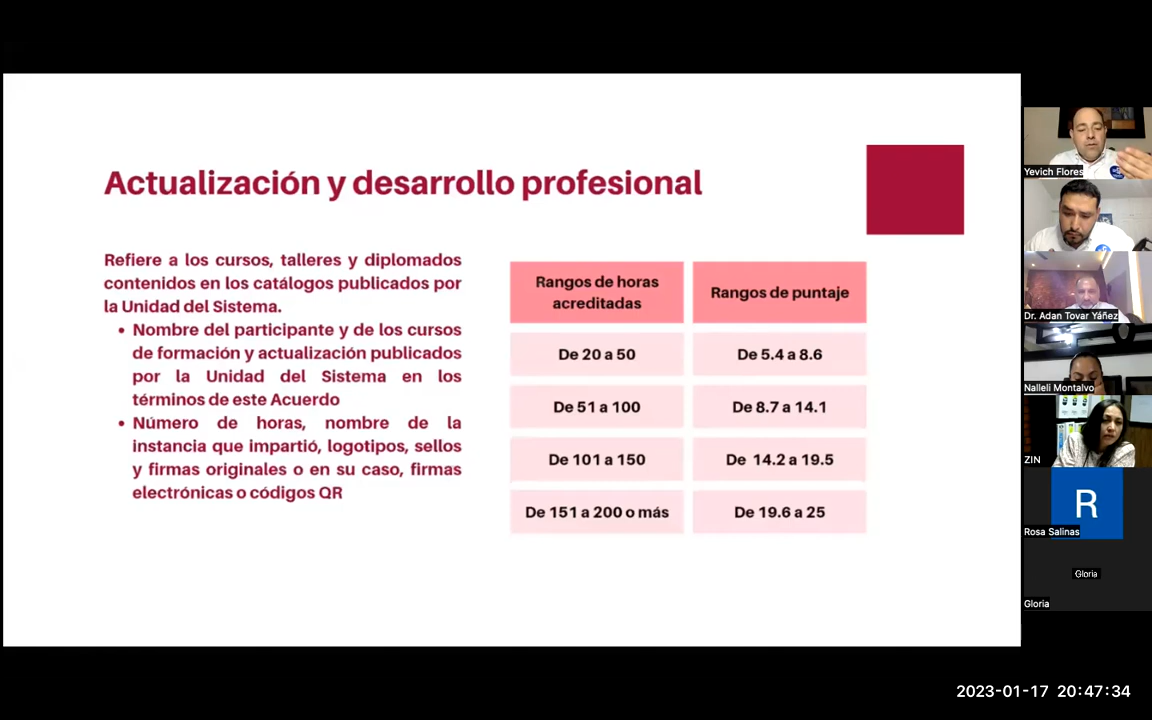 Actualización y desarrollo profesional
Refiere a los cursos, talleres y diplomados
contenidos en los catálogos publicados por
la Unidad del Sistema.
• Nombre del participante y de los cursos
de formación y actualización publicados
por la Unidad del Sistema en los
términos de este Acuerdo
• Número de horas, nombre de la
instancia que impartió, logotipos, sellos
y firmas originales o en su caso, firmas
electrónicas o códigos QR
Rangos de horas
acreditadas
Rangos de puntaje
De 20 a 50
De 5.4 a 8.6
De 51 a 100
De 8.7 a 14.1
De 101 a 150
De 14.2 a 19.5
De 151 a 200 o más
De 19.6 a 25
Yevich Flores
Dr. Adan Tovar Yáñez
Nalleli Montalvo
ZIN
R
Rosa Salinas
Gloria
Gloria
2023-01-17 20:47:34